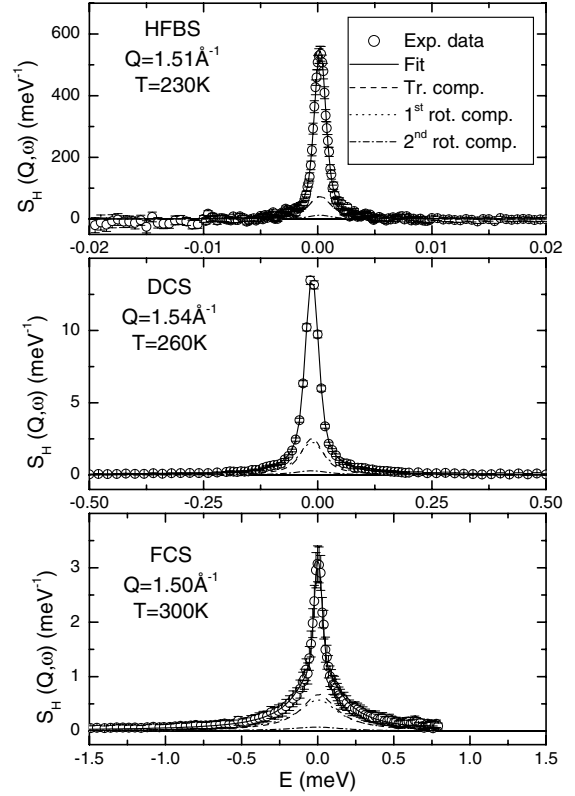 HFBS
Q=1.51Å⁻¹
T=230K
Exp. data
Fit
Tr. comp.
1st rot. comp.
2nd rot. comp.
600
400
200
0
S_H (Q,ω) (meV⁻¹)
-0.02 -0.01 0.00 0.01 0.02
DCS
Q=1.54Å⁻¹
T=260K
10
5
0
S_H (Q,ω) (meV⁻¹)
-0.50 -0.25 0.00 0.25 0.50
FCS
Q=1.50Å⁻¹
T=300K
3
2
1
0
S_H (Q,ω) (meV⁻¹)
-1.5 -1.0 -0.5 0.0 0.5 1.0 1.5
E (meV)